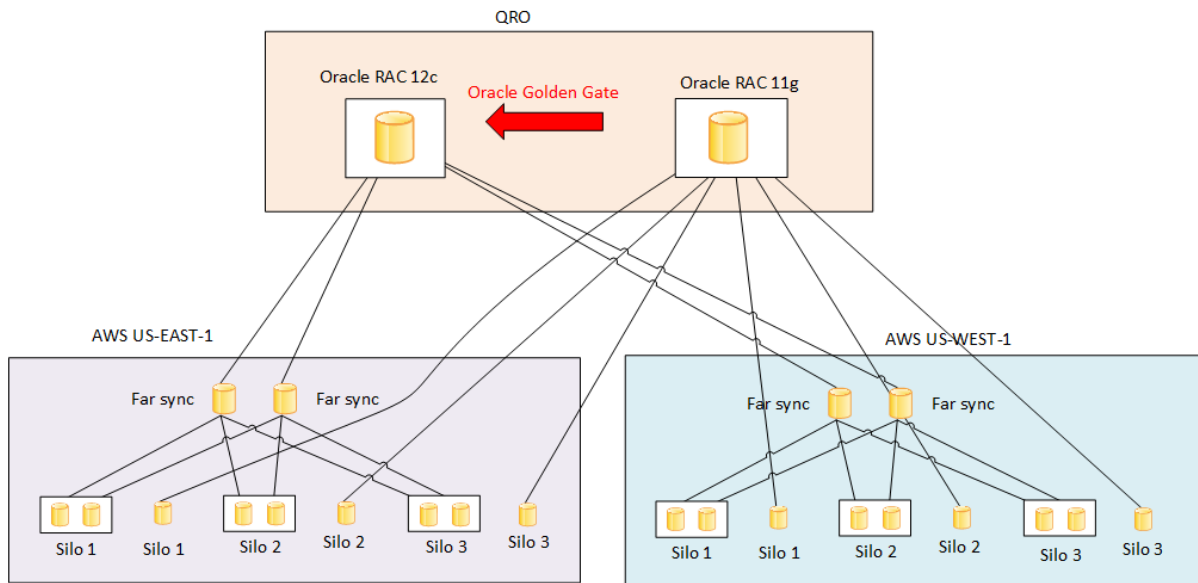 QRO
Oracle RAC 12c
Oracle RAC 11g
Oracle Golden Gate
AWS US-EAST-1
AWS US-WEST-1
Far sync
Far sync
Far sync
Far sync
Silo 1
Silo 1
Silo 2
Silo 2
Silo 3
Silo 3
Silo 1
Silo 1
Silo 2
Silo 2
Silo 3
Silo 3